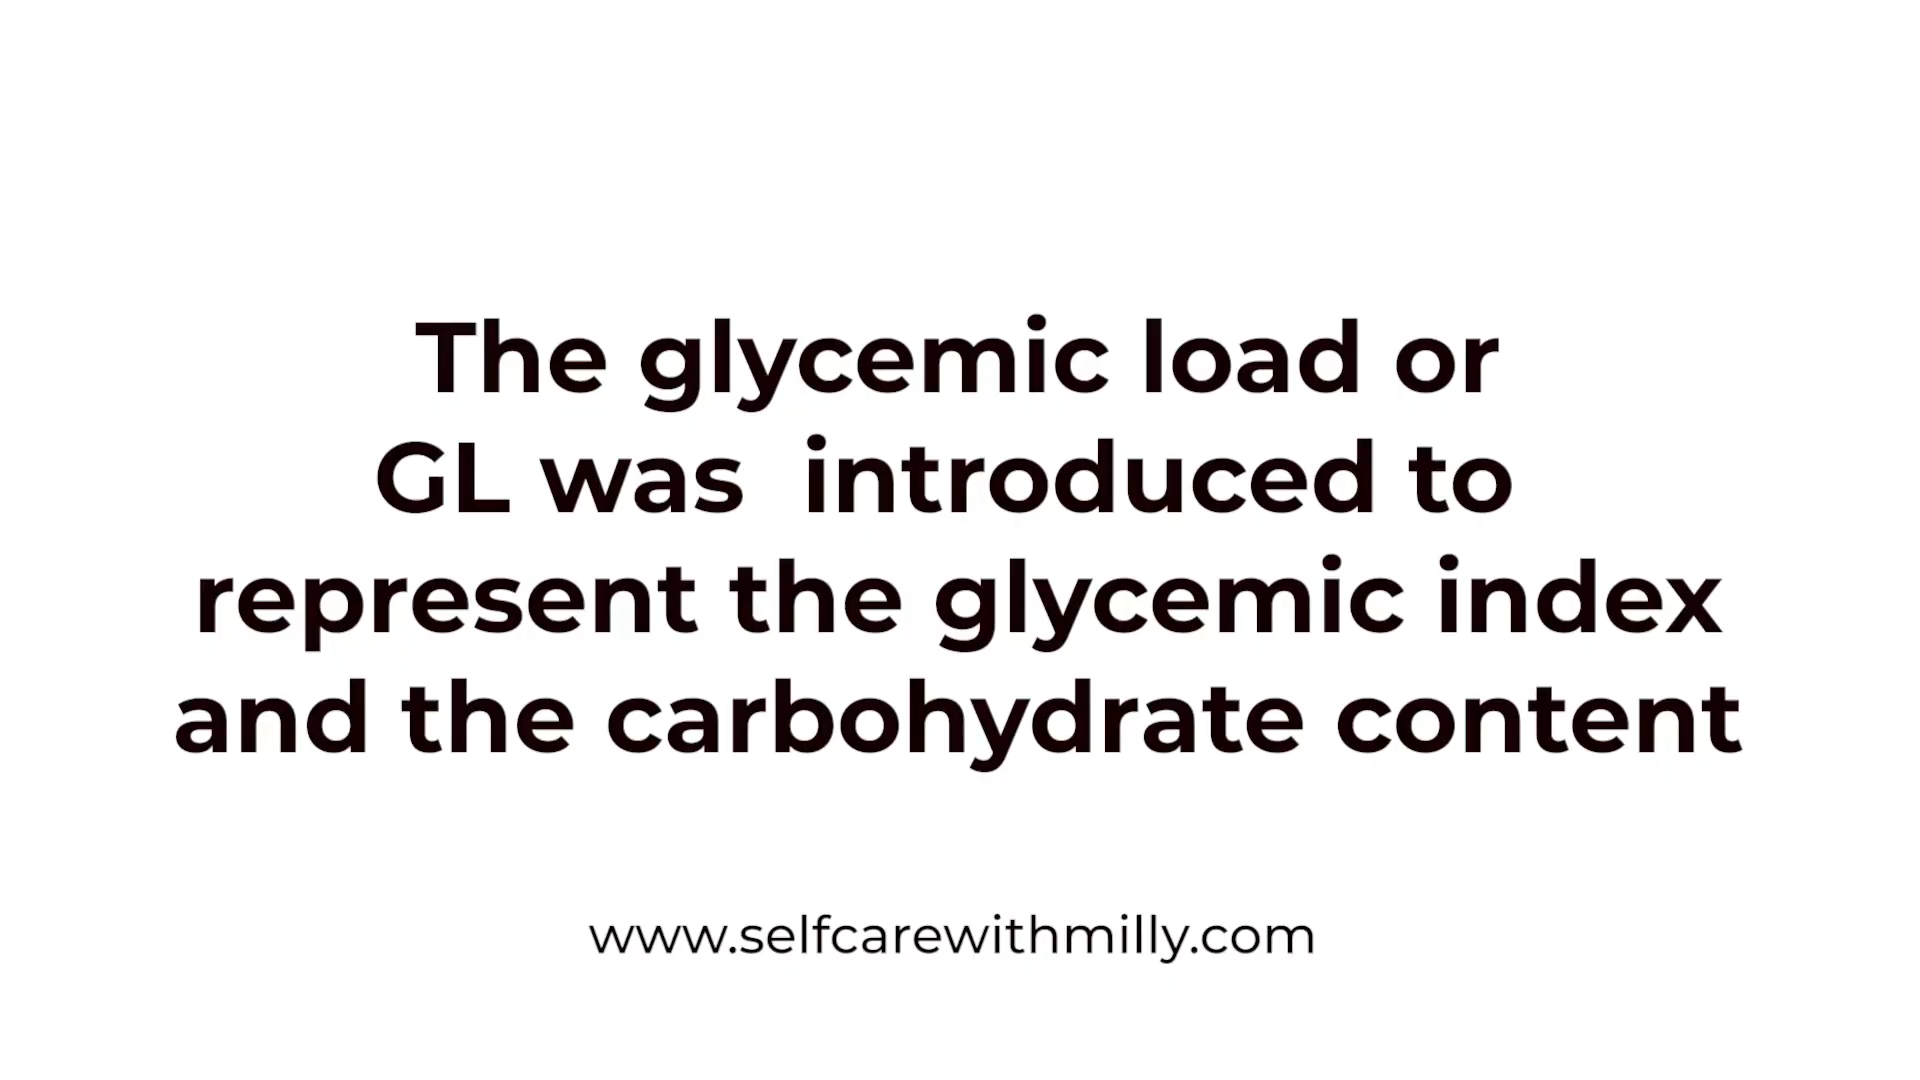 The glycemic load or
GL was  introduced to
represent the glycemic index
and the carbohydrate content
www.selfcarewithmilly.com